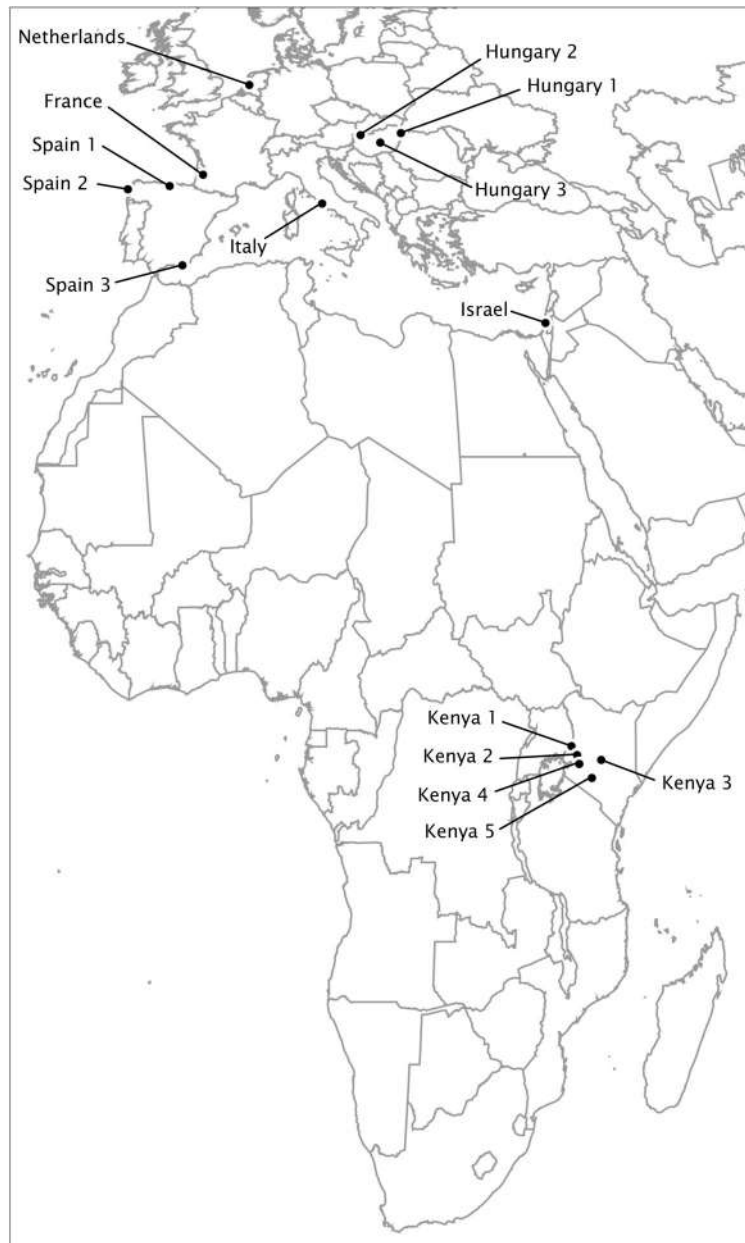 Netherlands
Hungary 2
Hungary 1
France
Spain 1
Spain 2
Hungary 3
Italy
Spain 3
Israel
Kenya 1
Kenya 2
Kenya 3
Kenya 4
Kenya 5